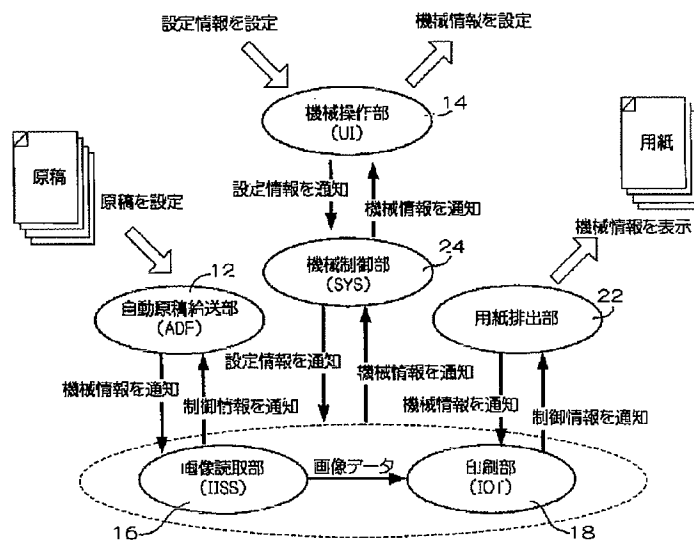 設定情報を設定
機械情報を設定
機械操作部
(UI)
14
用紙
原稿
設定情報を通知
機械情報を通知
原稿を設定
機械情報を表示
機械制御部
(SYS)
24
12
自動原稿給送部
(ADF)
用紙排出部
22
設定情報を通知
機械情報を通知
機械情報を通知
制御情報を通知
機械情報を通知
制御情報を通知
画像読取部
(IISS)
画像データ
印刷部
(IOT)
16
18